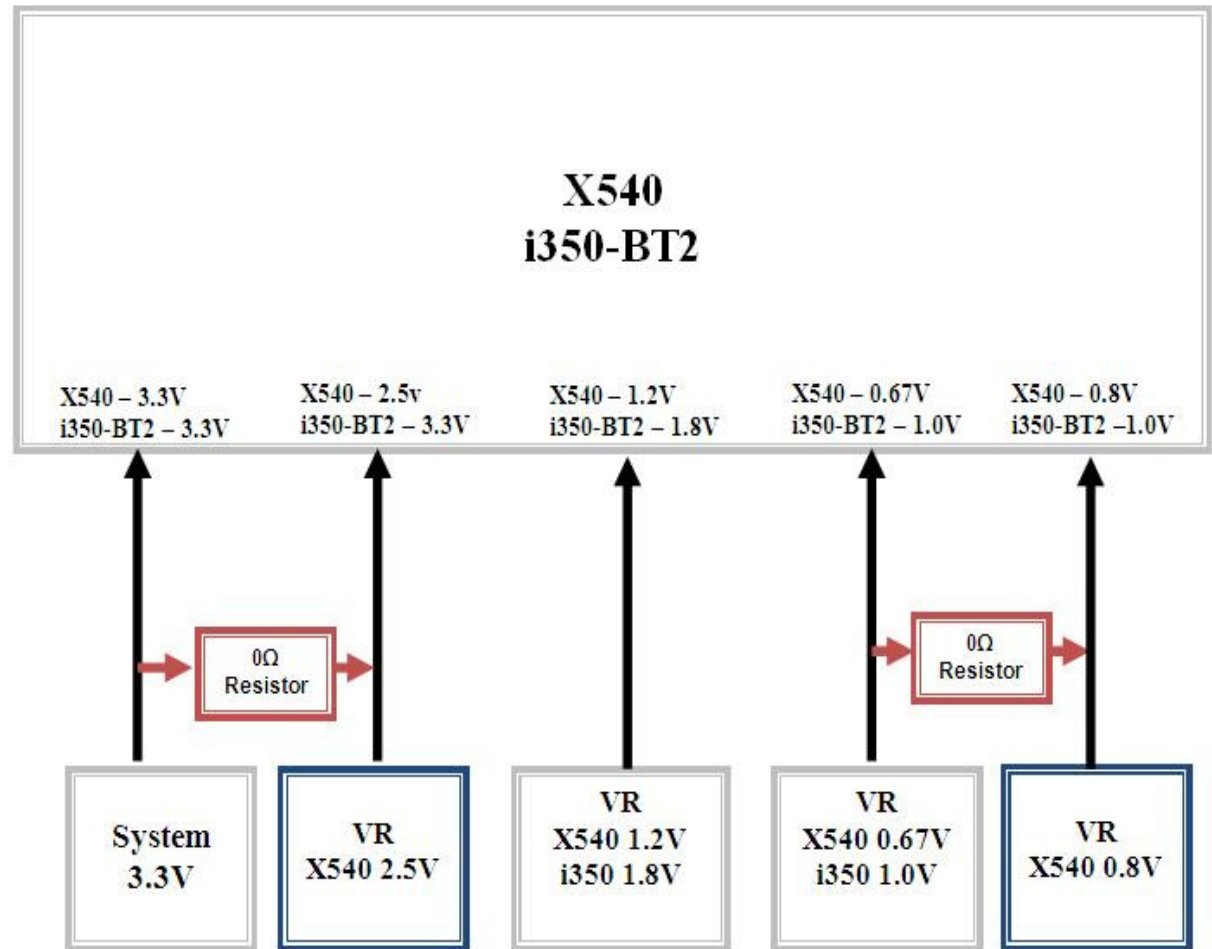 X540
i350-BT2
X540 – 3.3V
i350-BT2 – 3.3V
X540 – 2.5v
i350-BT2 – 3.3V
X540 – 1.2V
i350-BT2 – 1.8V
X540 – 0.67V
i350-BT2 – 1.0V
X540 – 0.8V
i350-BT2 –1.0V
0Ω
Resistor
0Ω
Resistor
System
3.3V
VR
X540 2.5V
VR
X540 1.2V
i350 1.8V
VR
X540 0.67V
i350 1.0V
VR
X540 0.8V